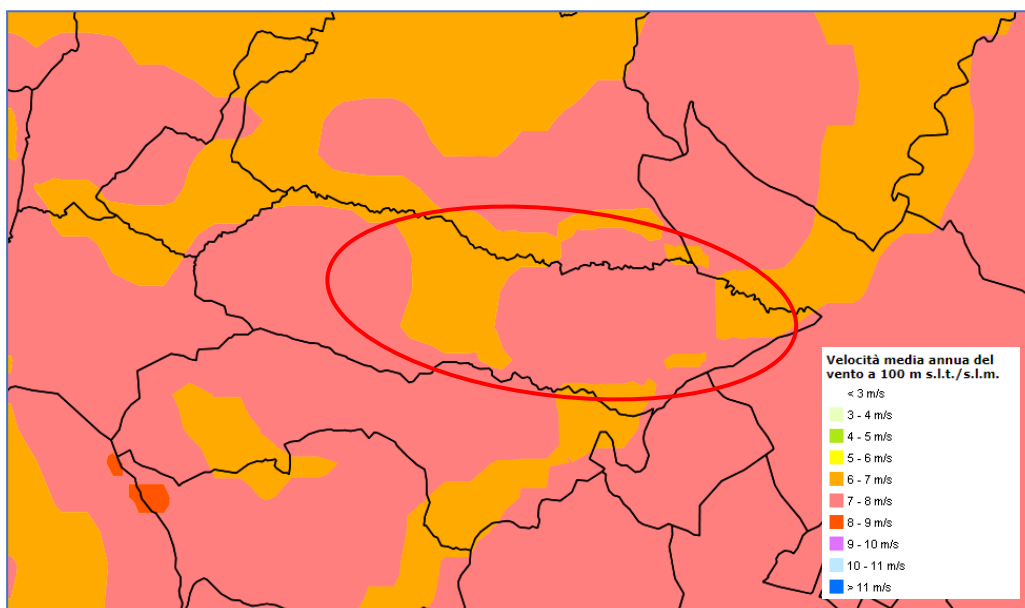 Velocità media annua del
vento a 100 m s.l.t./s.l.m.
< 3 m/s
3 - 4 m/s
4 - 5 m/s
5 - 6 m/s
6 - 7 m/s
7 - 8 m/s
8 - 9 m/s
9 - 10 m/s
10 - 11 m/s
> 11 m/s